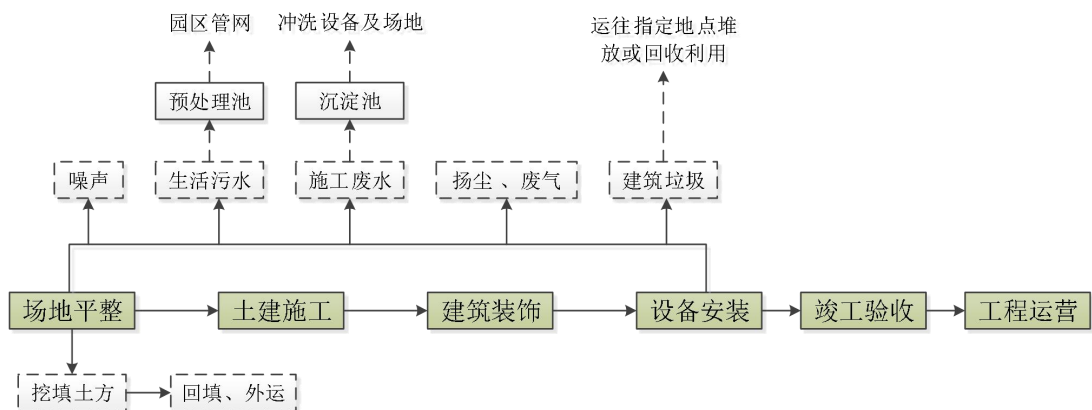 园区管网
冲洗设备及场地
运往指定地点堆
放或回收利用
预处理池
沉淀池
噪声
生活污水
施工废水
扬尘、废气
建筑垃圾
场地平整
土建施工
建筑装饰
设备安装
竣工验收
工程运营
挖填土方
回填、外运